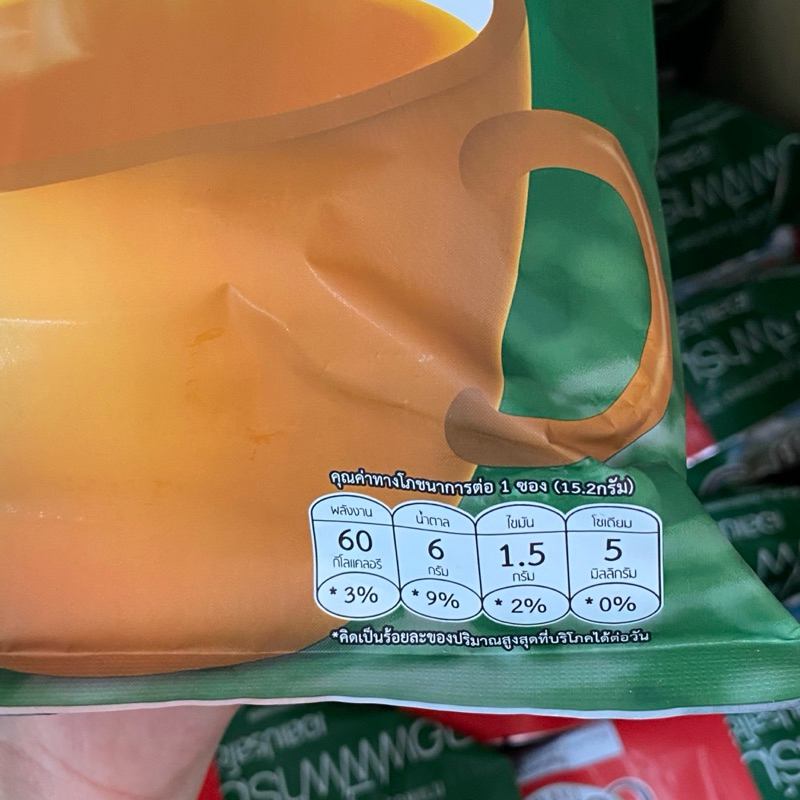 คุณค่าทางโภชนาการต่อ 1 ซอง (15.2กรัม)
พลังงาน น้ำตาล ไขมัน โซเดียม
60 6 1.5 5
กิโลแคลอรี กรัม กรัม มิลลิกรัม
*3% *9% *2% *0%
*คิดเป็นร้อยละของปริมาณสูงสุดที่บริโภคได้ต่อวัน